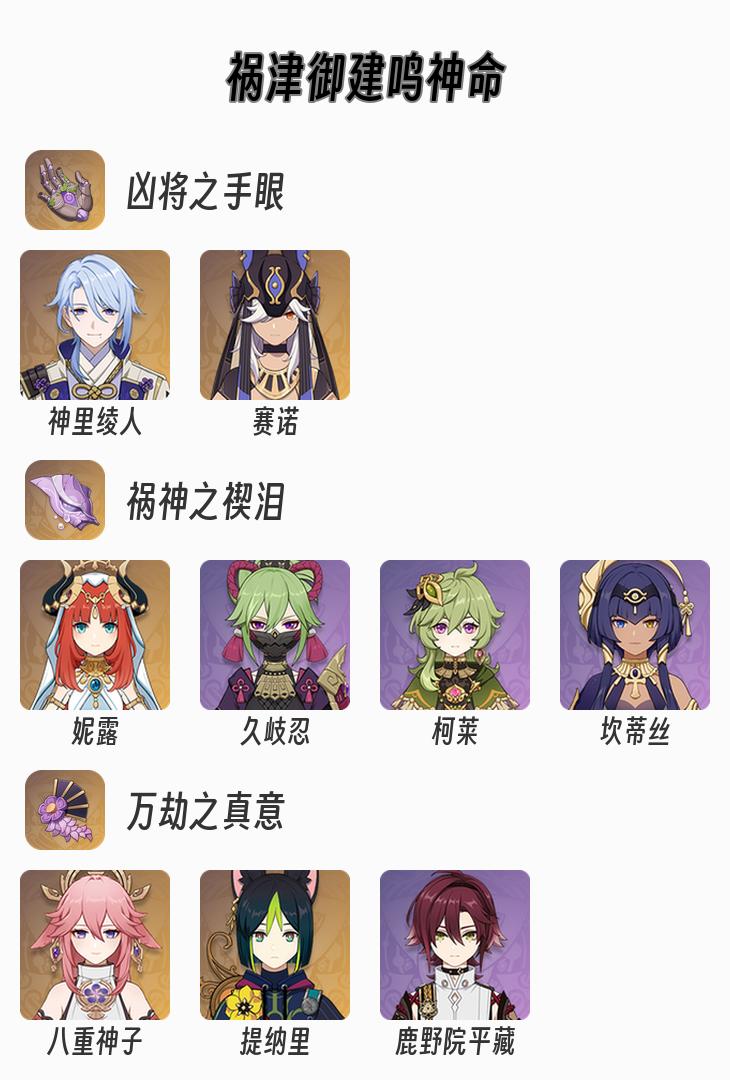 祸津御建鸣神命
凶将之手眼
神里绫人 赛诺
祸神之禊泪
妮露 久岐忍 柯莱 坎蒂丝
万劫之真意
八重神子 提纳里 鹿野院平藏